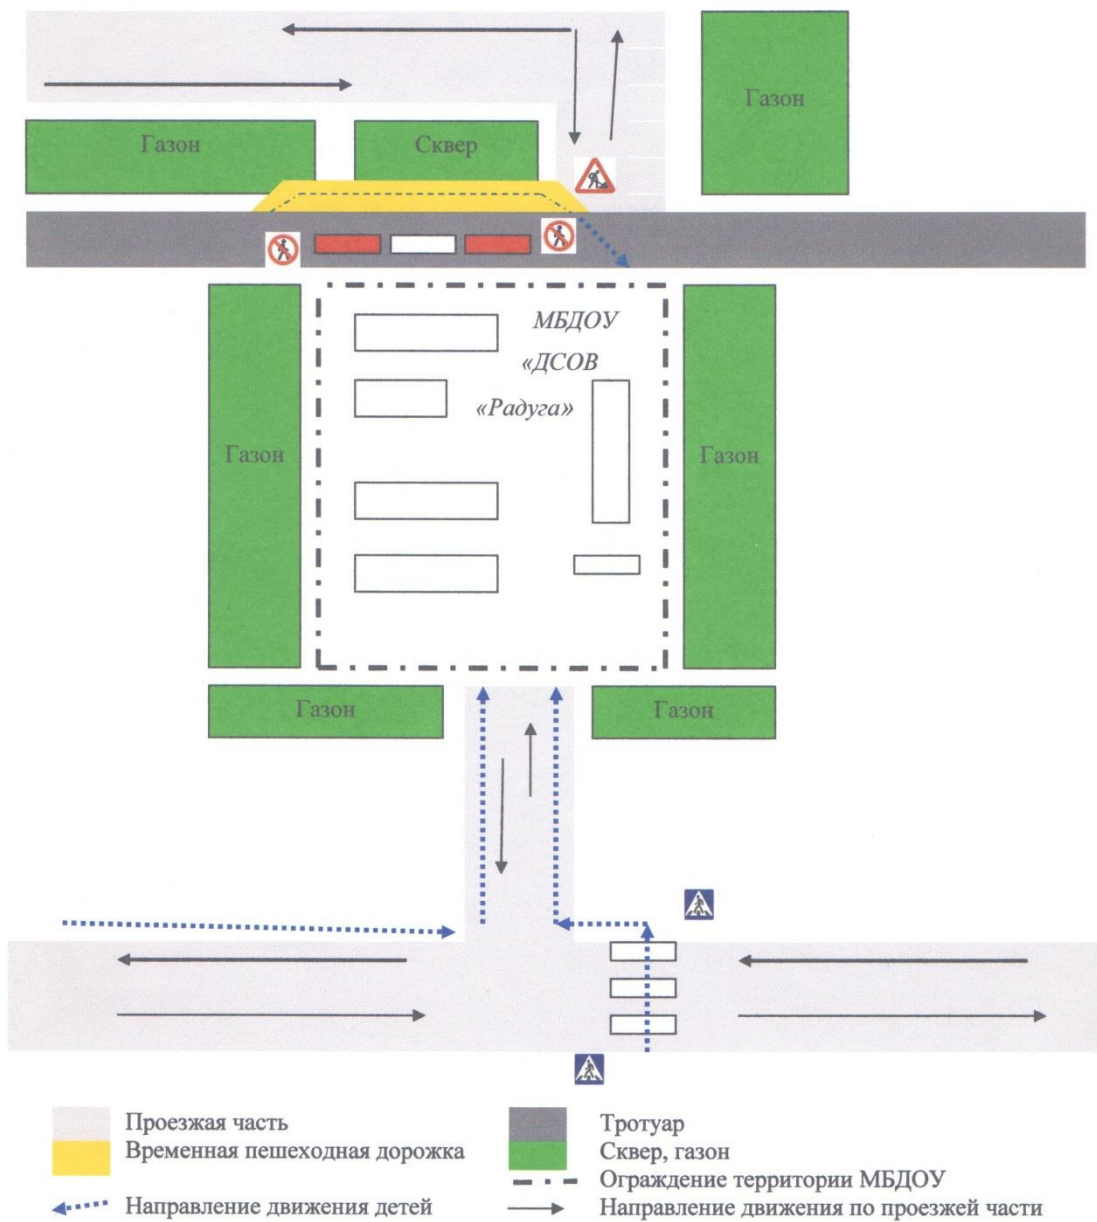 Газон
Газон
Сквер
МБДОУ
«ДСОВ
«Радуга»
Газон
Газон
Газон
Газон
Проезжая часть
Временная пешеходная дорожка
Направление движения детей
Тротуар
Сквер, газон
Ограждение территории МБДОУ
Направление движения по проезжей части